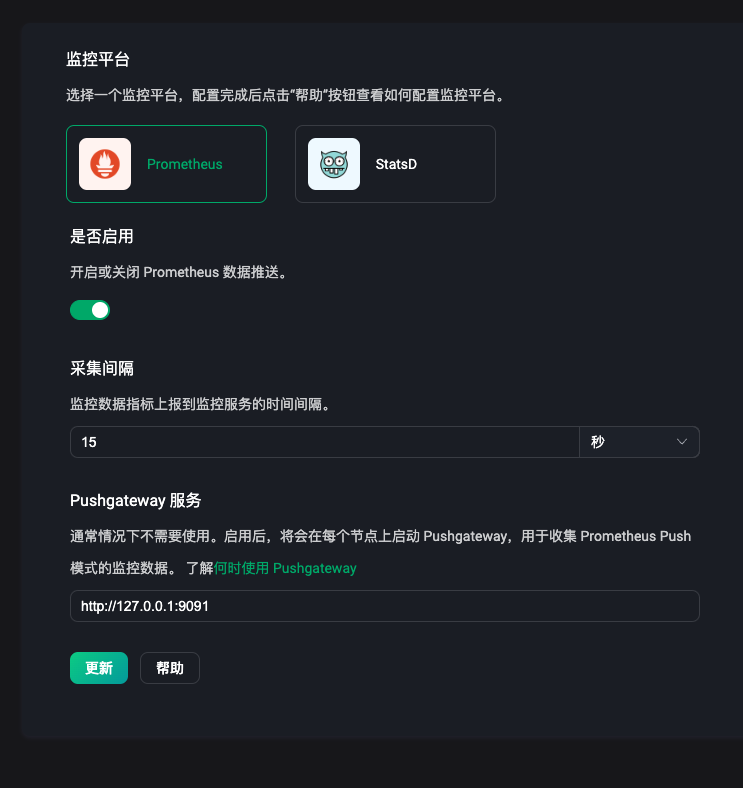 监控平台
选择一个监控平台，配置完成后点击"帮助"按钮查看如何配置监控平台。
Prometheus
StatsD
是否启用
开启或关闭 Prometheus 数据推送。
采集间隔
监控数据指标上报到监控服务的时间间隔。
15
秒
Pushgateway 服务
通常情况下不需要使用。启用后，将会在每个节点上启动 Pushgateway，用于收集 Prometheus Push
模式的监控数据。 了解何时使用 Pushgateway
http://127.0.0.1:9091
更新
帮助